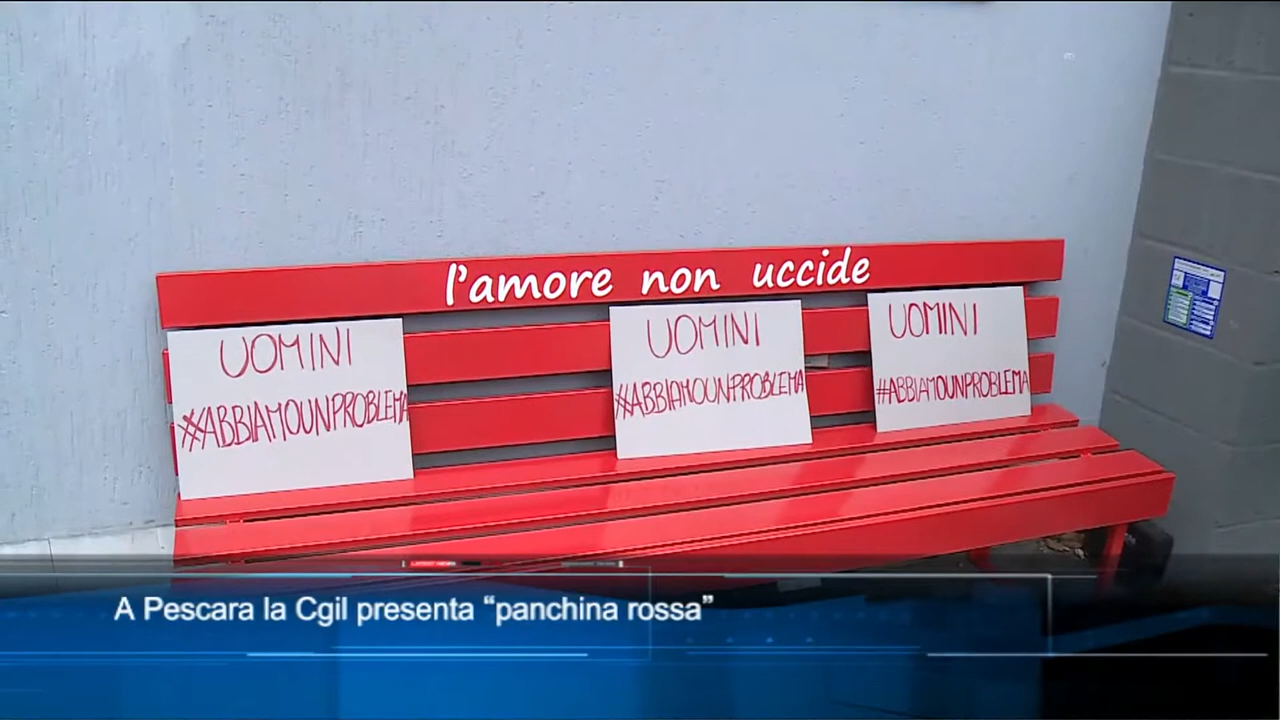 l'amore non uccide
UOMINI
#ABBIAMOUNPROBLEMA
UOMINI
#ABBIAMOUNPROBLEMA
UOMINI
#ABBIAMOUNPROBLEMA
A Pescara la Cgil presenta “panchina rossa”